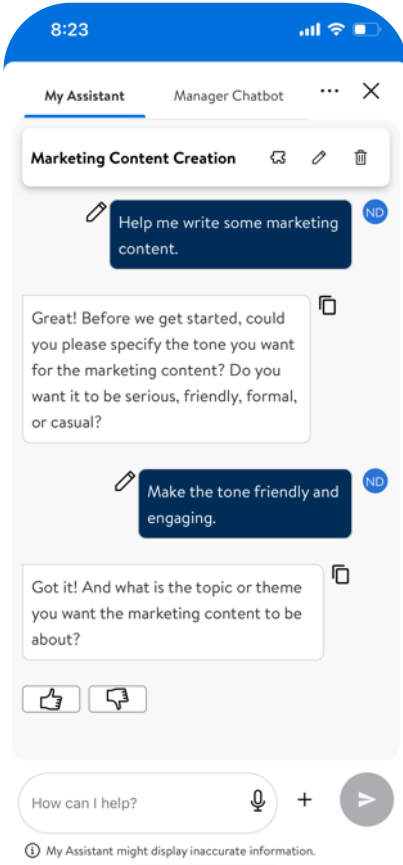 8:23
My Assistant
Manager Chatbot
Marketing Content Creation
ND
Help me write some marketing
content.
Great! Before we get started, could
you please specify the tone you want
for the marketing content? Do you
want it to be serious, friendly, formal,
or casual?
ND
Make the tone friendly and
engaging.
Got it! And what is the topic or theme
you want the marketing content to be
about?
How can I help?
My Assistant might display inaccurate information.